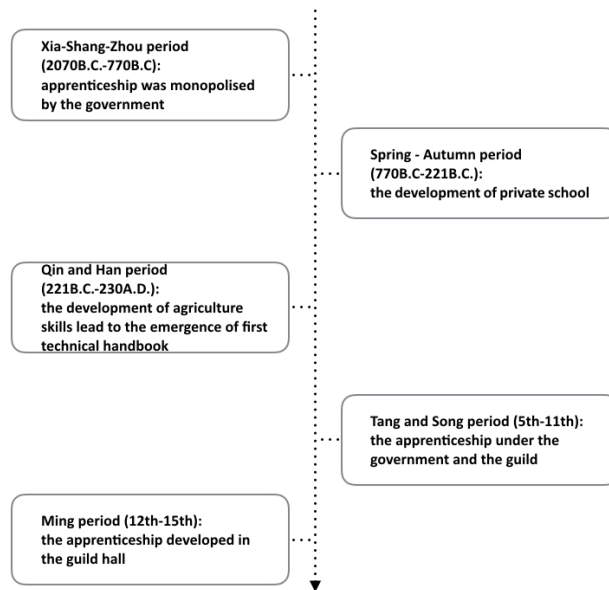 Xia-Shang-Zhou period
(2070B.C.-770B.C):
apprenticeship was monopolised
by the government
Spring - Autumn period
(770B.C-221B.C.):
the development of private school
Qin and Han period
(221B.C.-230A.D.):
the development of agriculture
skills lead to the emergence of first
technical handbook
Tang and Song period (5th-11th):
the apprenticeship under the
government and the guild
Ming period (12th-15th):
the apprenticeship developed in
the guild hall